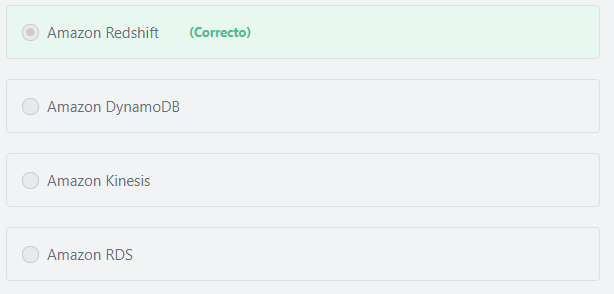 Amazon Redshift (Correcto)
Amazon DynamoDB
Amazon Kinesis
Amazon RDS